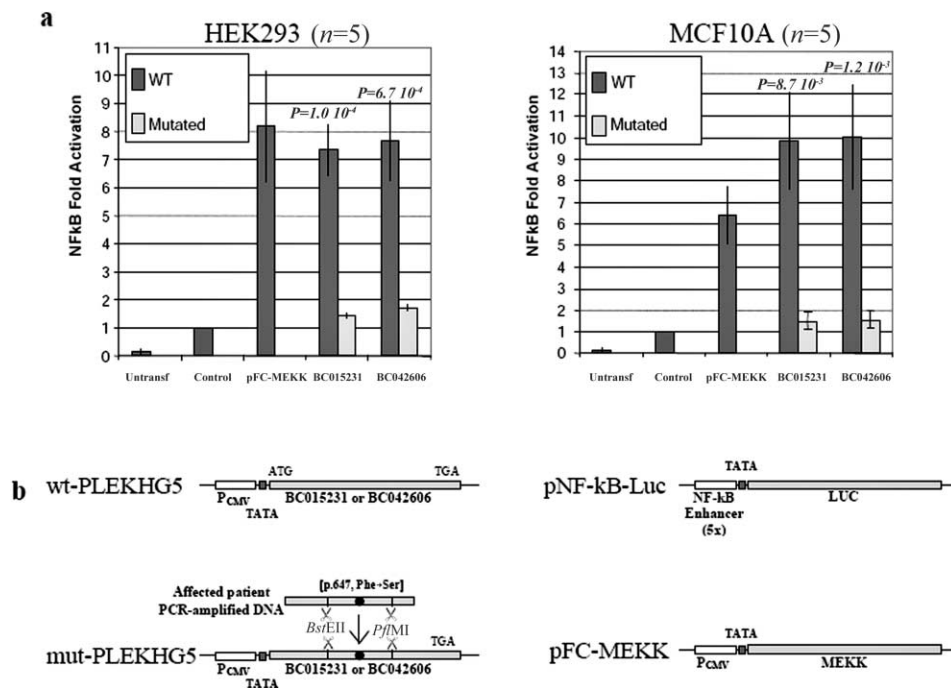 a
HEK293 (n=5)
11
10
9
8
7
6
5
4
3
2
1
0
NFkB Fold Activation
WT
Mutated
P=1.0 10-4
P=6.7 10-4
Untransf Control pFC-MEKK BC015231 BC042606
MCF10A (n=5)
14
13
12
11
10
9
8
7
6
5
4
3
2
1
0
NFkB Fold Activation
WT
Mutated
P=8.7 10-3
P=1.2 10-3
Untransf Control pFC-MEKK BC015231 BC042606
b
wt-PLEKHG5
ATG
TGA
PCMV
TATA
BC015231 or BC042606
pNF-kB-Luc
TATA
NF-kB
Enhancer
(5x)
LUC
Affected patient
PCR-amplified DNA
[p.647, Phe→Ser]
BstEII
PflMI
mut-PLEKHG5
TGA
PCMV
TATA
BC015231 or BC042606
pFC-MEKK
TATA
PCMV
MEKK